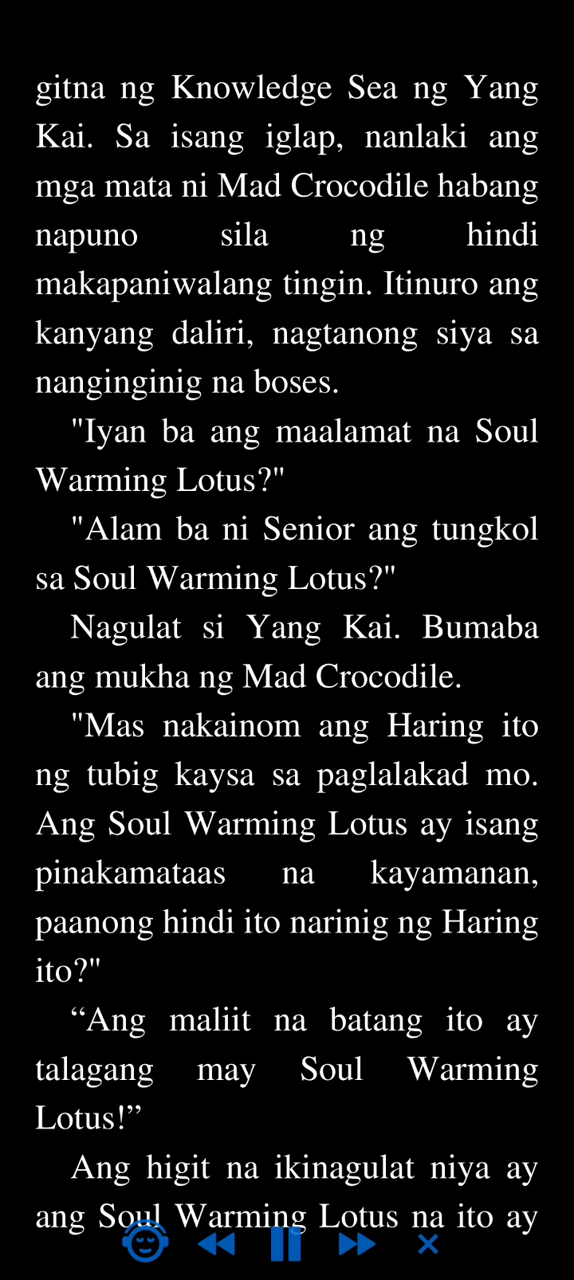 gitna ng Knowledge Sea ng Yang
Kai. Sa isang iglap, nanlaki ang
mga mata ni Mad Crocodile habang
napuno sila ng hindi
makapaniwalang tingin. Itinuro ang
kanyang daliri, nagtanong siya sa
nanginginig na boses.
"Iyan ba ang maalamat na Soul
Warming Lotus?"
"Alam ba ni Senior ang tungkol
sa Soul Warming Lotus?"
Nagulat si Yang Kai. Bumaba
ang mukha ng Mad Crocodile.
"Mas nakainom ang Haring ito
ng tubig kaysa sa paglalakad mo.
Ang Soul Warming Lotus ay isang
pinakamataas na kayamanan,
paanong hindi ito narinig ng Haring
ito?"
“Ang maliit na batang ito ay
talagang may Soul Warming
Lotus!”
Ang higit na ikinagulat niya ay
ang Soul Warming Lotus na ito ay